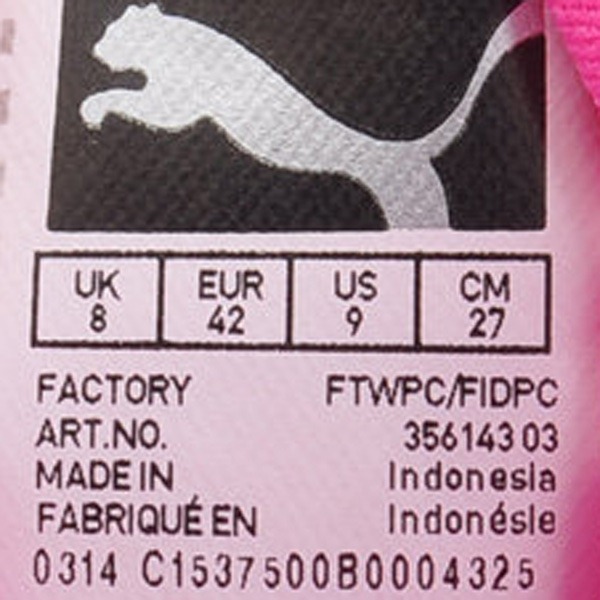 UK EUR US CM
8 42 9 27
FACTORY FTWPC/FIDPC
ART.NO. 356143 03
MADE IN Indonesia
FABRIQUÉ EN Indonésie
0314 C1537500B0004325